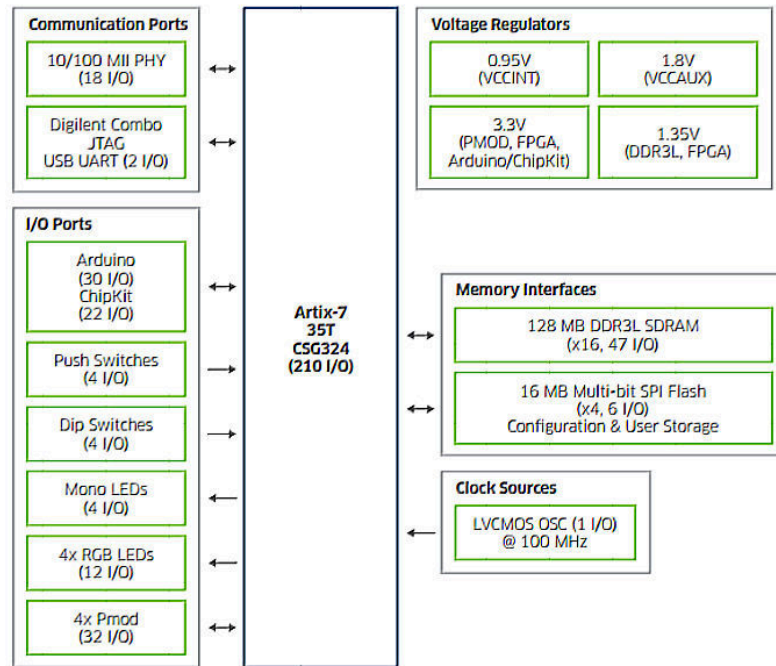 Communication Ports
10/100 MII PHY
(18 I/O)
Digilent Combo
JTAG
USB UART (2 I/O)
I/O Ports
Arduino
(30 I/O)
ChipKit
(22 I/O)
Push Switches
(4 I/O)
Dip Switches
(4 I/O)
Mono LEDs
(4 I/O)
4x RGB LEDs
(12 I/O)
4x Pmod
(32 I/O)
Artix-7
35T
CSG324
(210 I/O)
Voltage Regulators
0.95V
(VCCINT)
1.8V
(VCCAUX)
3.3V
(PMOD, FPGA,
Arduino/ChipKit)
1.35V
(DDR3L, FPGA)
Memory Interfaces
128 MB DDR3L SDRAM
(x16, 47 I/O)
16 MB Multi-bit SPI Flash
(x4, 6 I/O)
Configuration & User Storage
Clock Sources
LVCMOS OSC (1 I/O)
@ 100 MHz